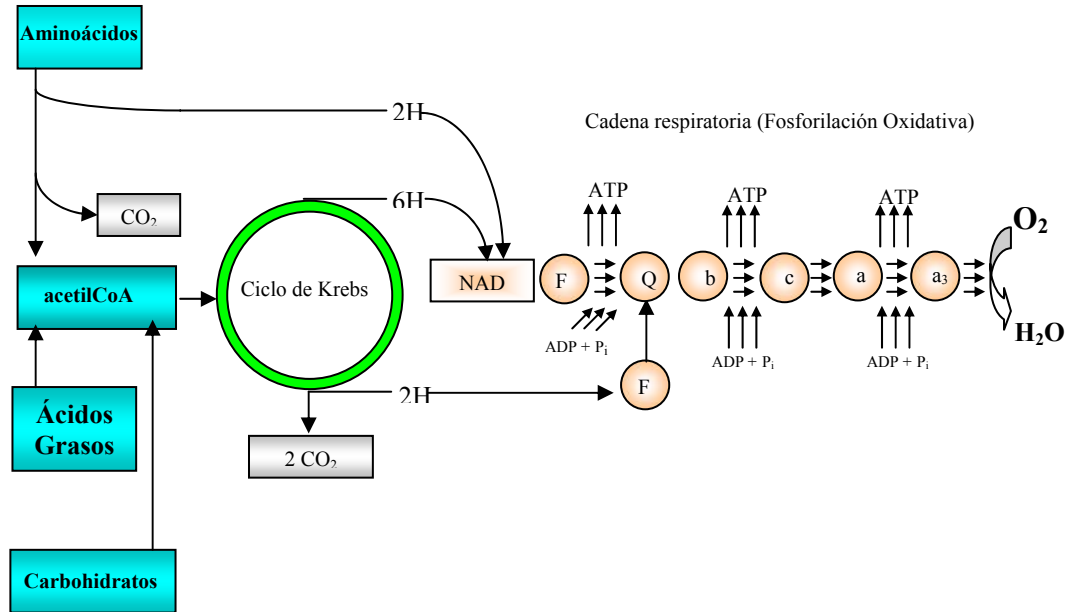 Aminoácidos
2H
Cadena respiratoria (Fosforilación Oxidativa)
CO₂
6H
ATP
ATP
ATP
O₂
acetilCoA
Ciclo de Krebs
NAD
F
Q
b
c
a
a₃
H₂O
ADP + Pᵢ
ADP + Pᵢ
ADP + Pᵢ
F
2H
Ácidos
Grasos
2 CO₂
Carbohidratos